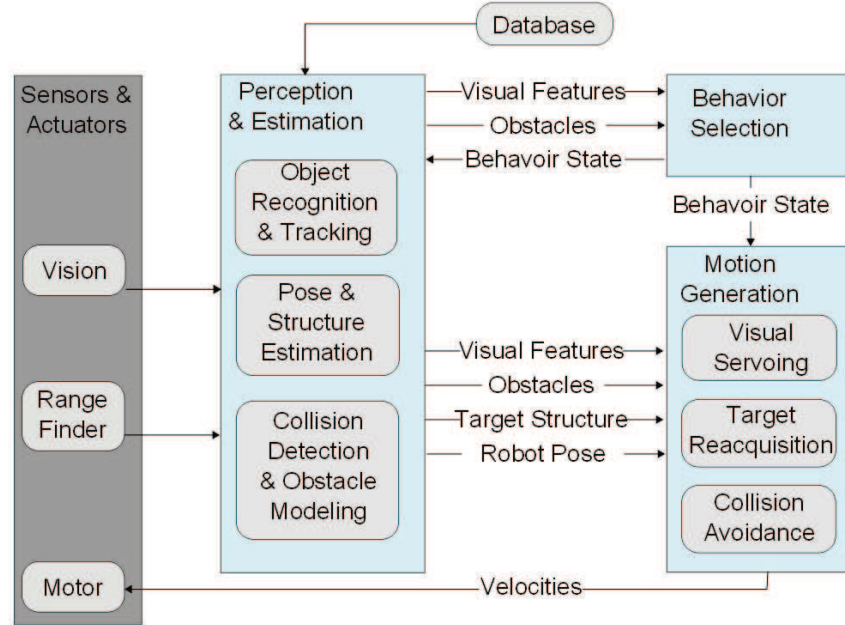 Database
Sensors &
Actuators
Vision
Range
Finder
Motor
Perception
& Estimation
Object
Recognition
& Tracking
Pose &
Structure
Estimation
Collision
Detection
& Obstacle
Modeling
Visual Features
Obstacles
Behavoir State
Behavior
Selection
Behavoir State
Visual Features
Obstacles
Target Structure
Robot Pose
Motion
Generation
Visual
Servoing
Target
Reacquisition
Collision
Avoidance
Velocities